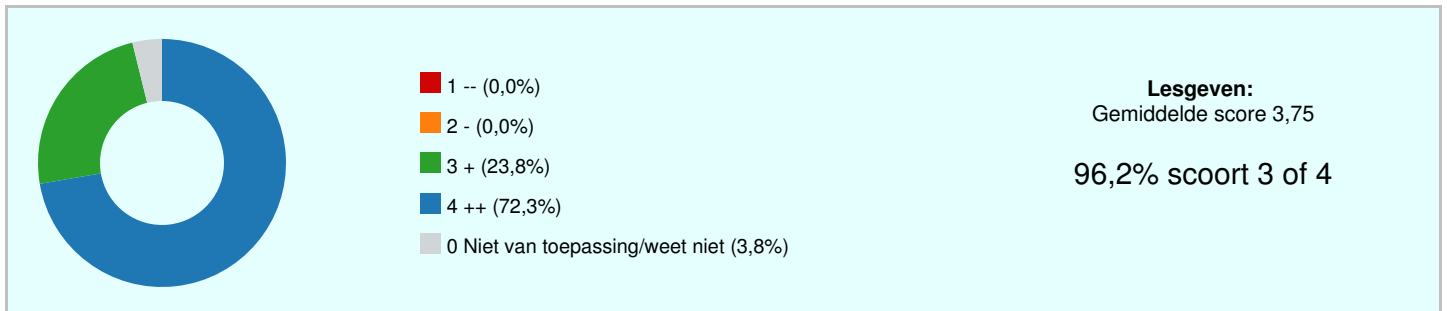 1 -- (0,0%)
2 - (0,0%)
3 + (23,8%)
4 ++ (72,3%)
0 Niet van toepassing/weet niet (3,8%)
Lesgeven:
Gemiddelde score 3,75
96,2% scoort 3 of 4